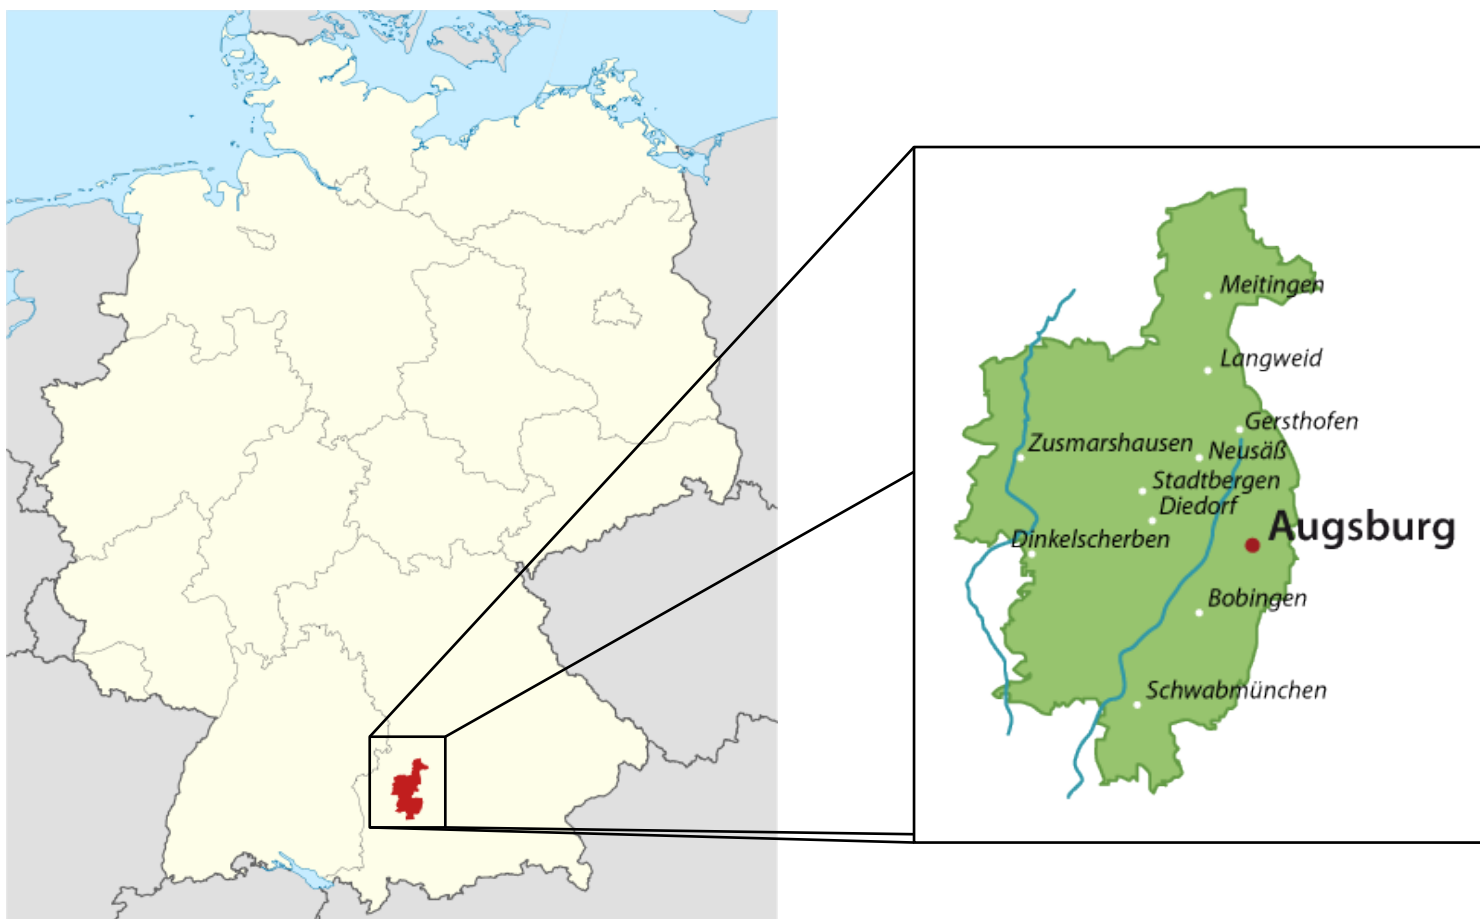 Meitingen
Langweid
Gersthofen
Zusmarshausen
Neusäß
Stadtbergen
Diedorf
Augsburg
Dinkelscherben
Bobingen
Schwabmünchen